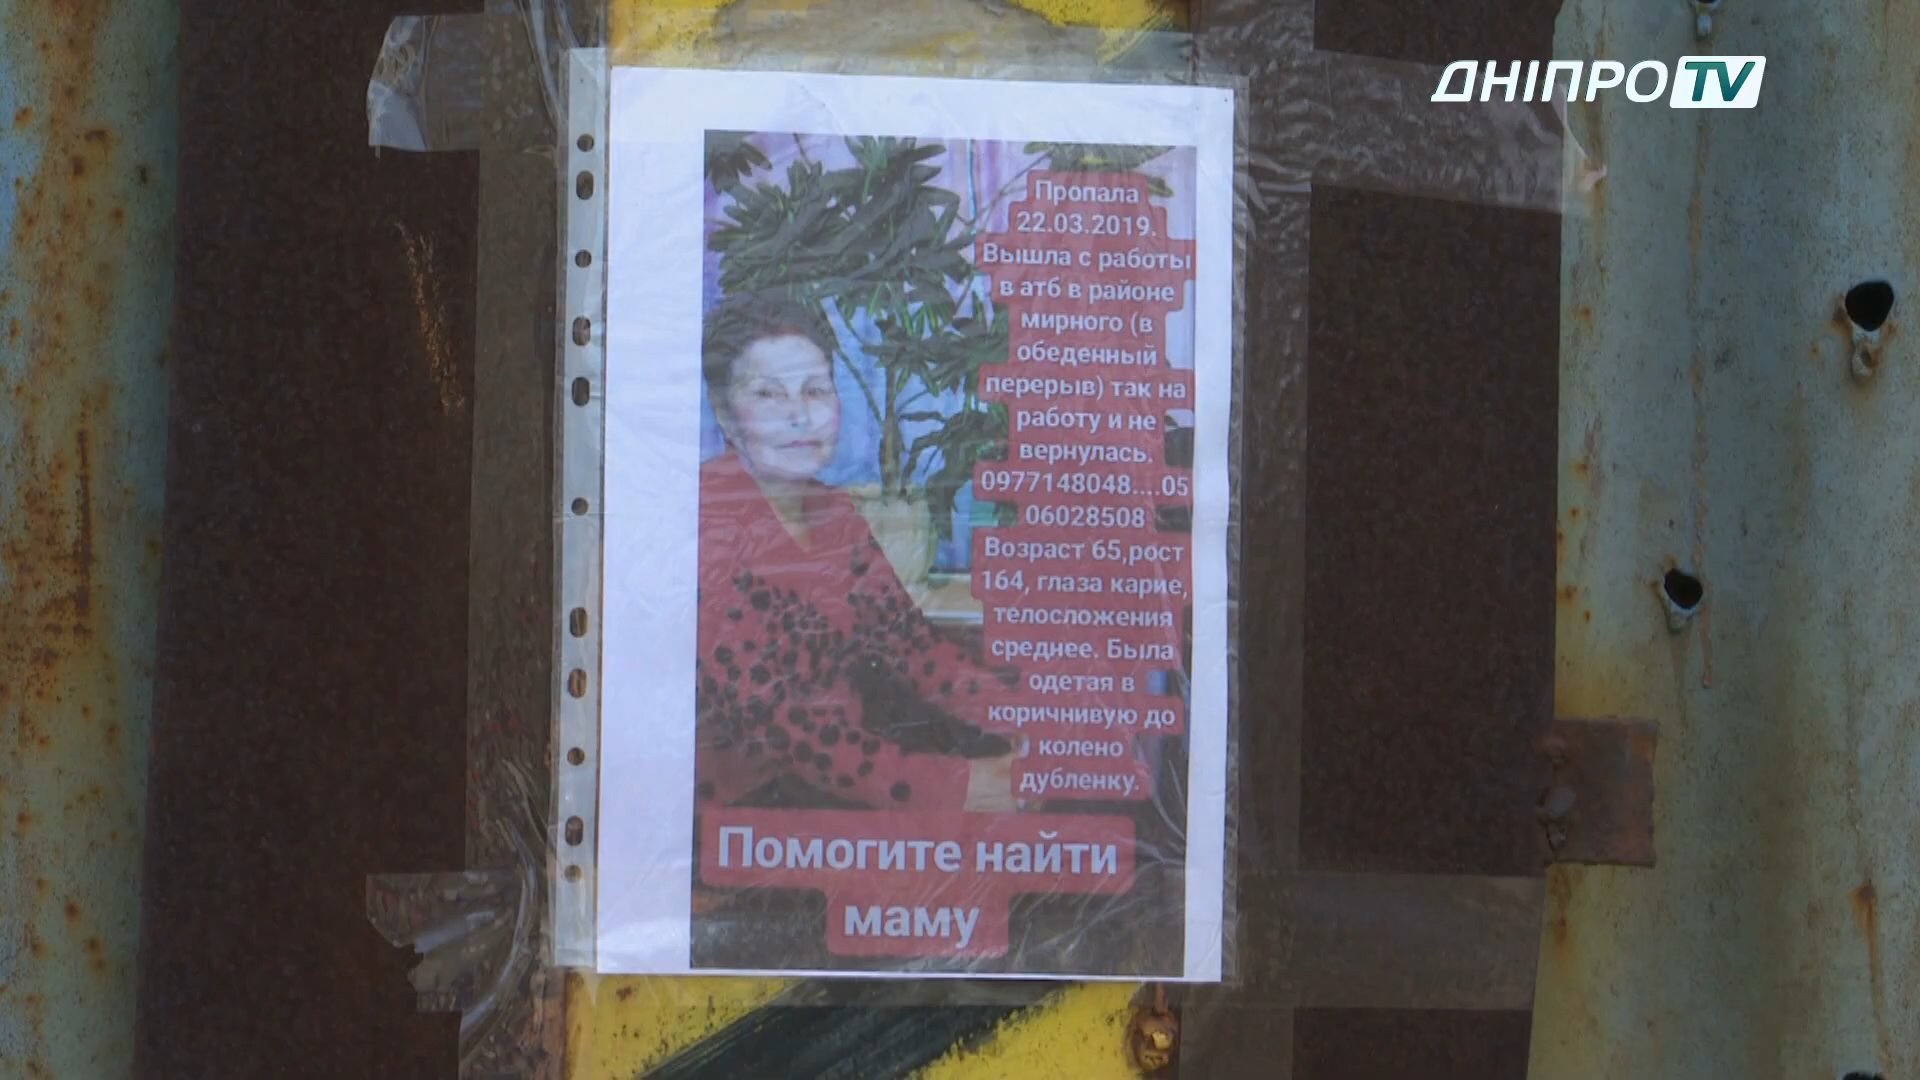 ДНІПРО TV
Пропала
22.03.2019.
Вышла с работы
в атб в районе
мирного (в
обеденный
перерыв) так на
работу и не
вернулась.
0977148048....05
06028508
Возраст 65,рост
164, глаза карие,
телосложения
среднее. Была
одетая в
коричнивую до
колено
дубленку.
Помогите найти
маму